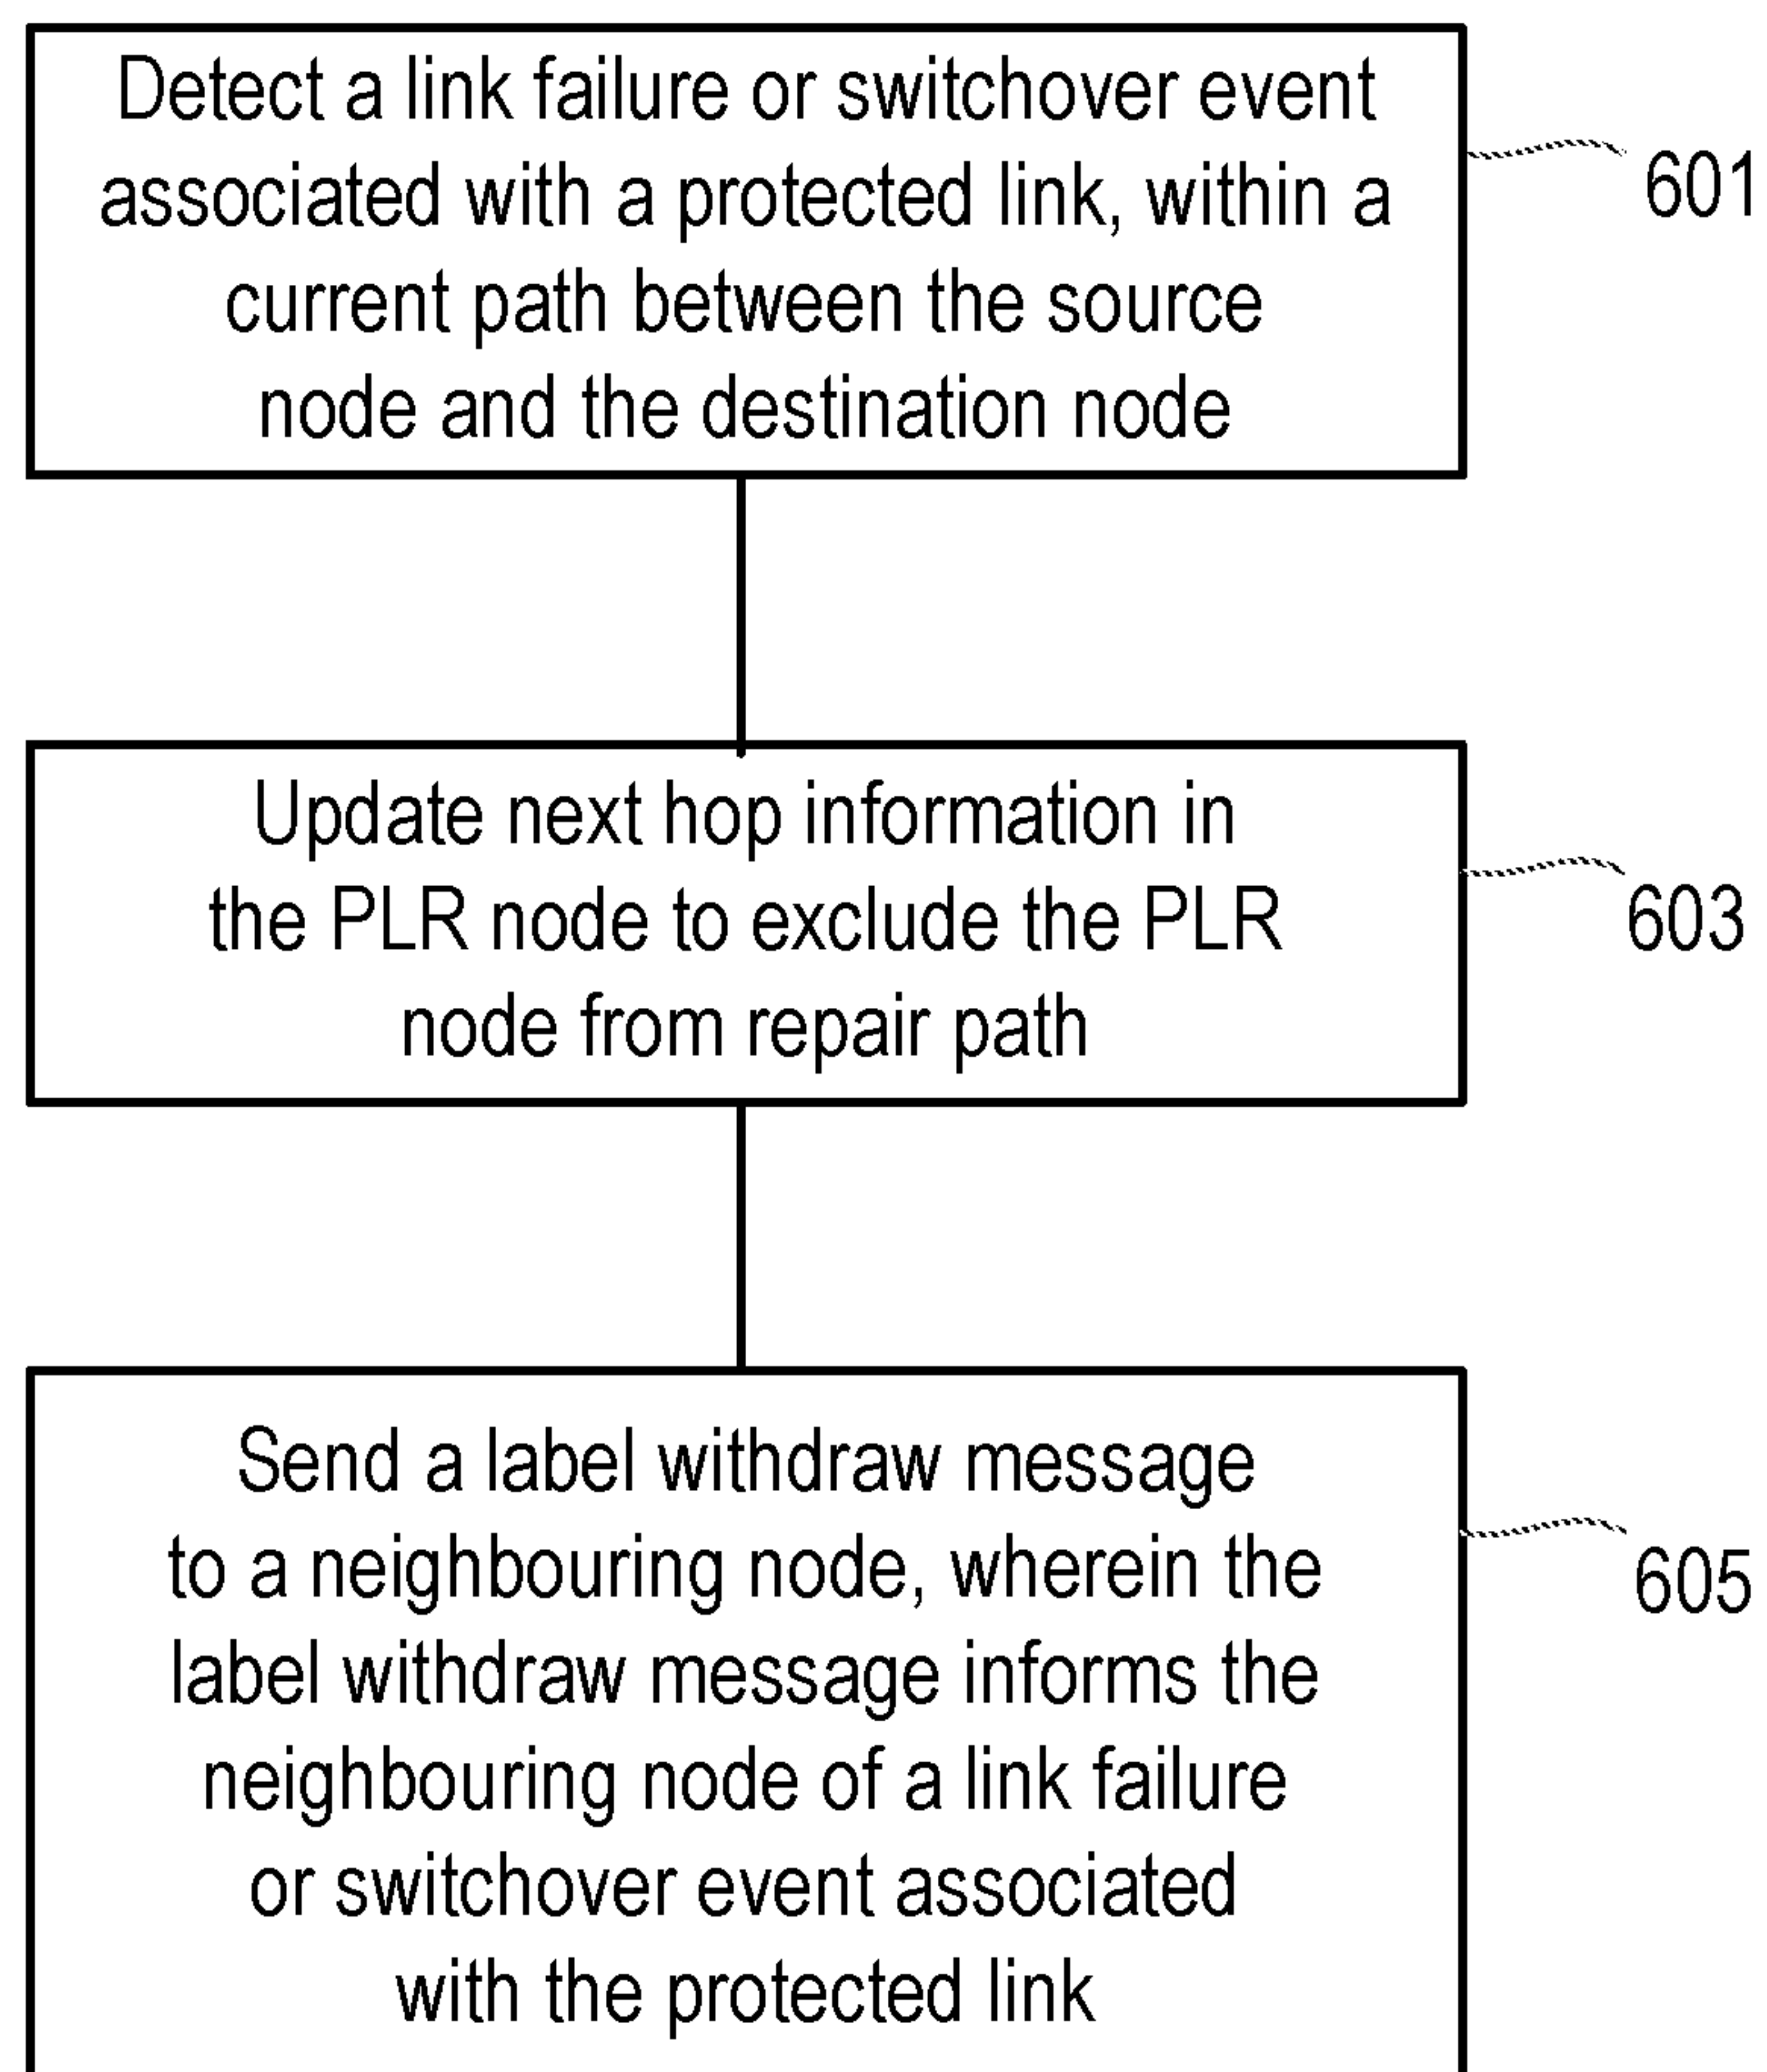 Detect a link failure or switchover event
associated with a protected link, within a
current path between the source
node and the destination node
601
Update next hop information in
the PLR node to exclude the PLR
node from repair path
603
Send a label withdraw message
to a neighbouring node, wherein the
label withdraw message informs the
neighbouring node of a link failure
or switchover event associated
with the protected link
605